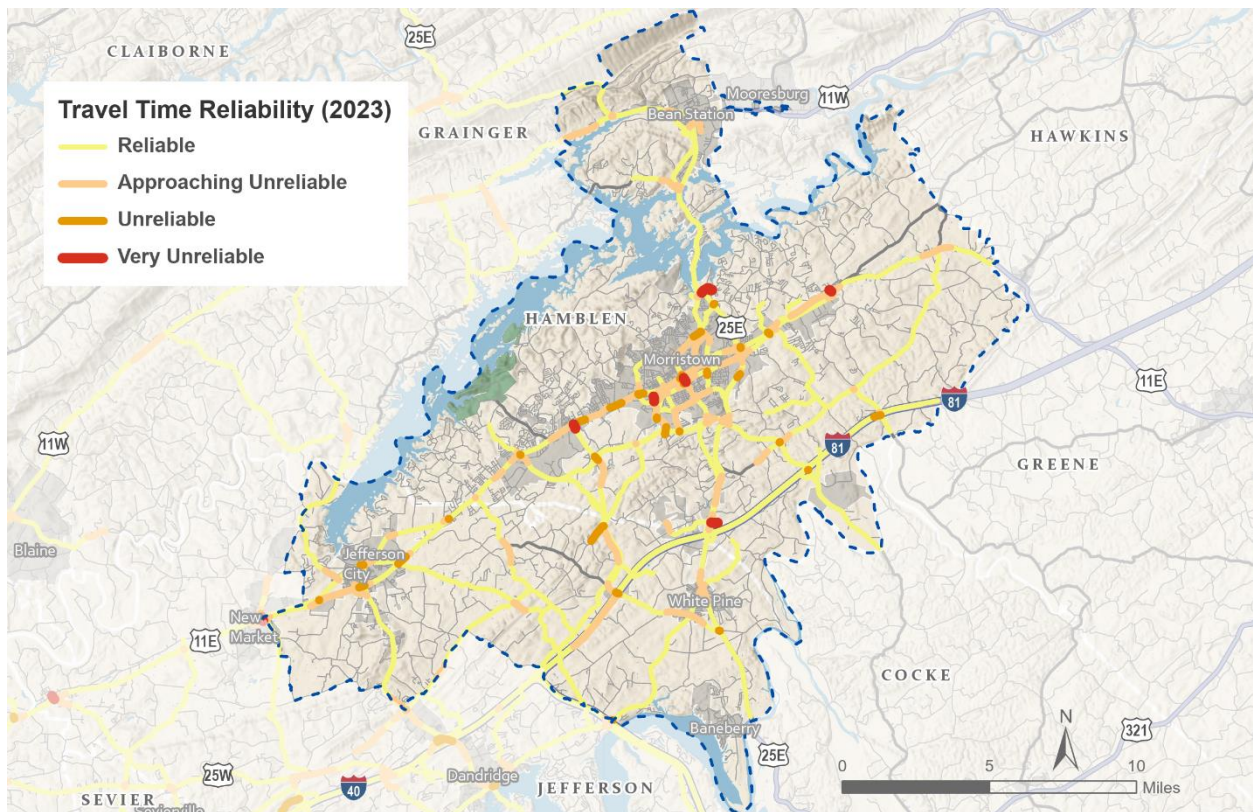 CLAIBORNE
25E
Travel Time Reliability (2023)
Reliable
Approaching Unreliable
Unreliable
Very Unreliable
GRAINGER
Mooresburg
11W
Bean Station
HAWKINS
HAMBLEN
25E
Morristown
11E
81
81
11W
GREENE
Blaine
Jefferson
City
White Pine
New
Market
11E
COCKE
Baneberry
25E
N
321
25W
Dandridge
40
JEFFERSON
0
5
10
Miles
SEVIER
Sevierville